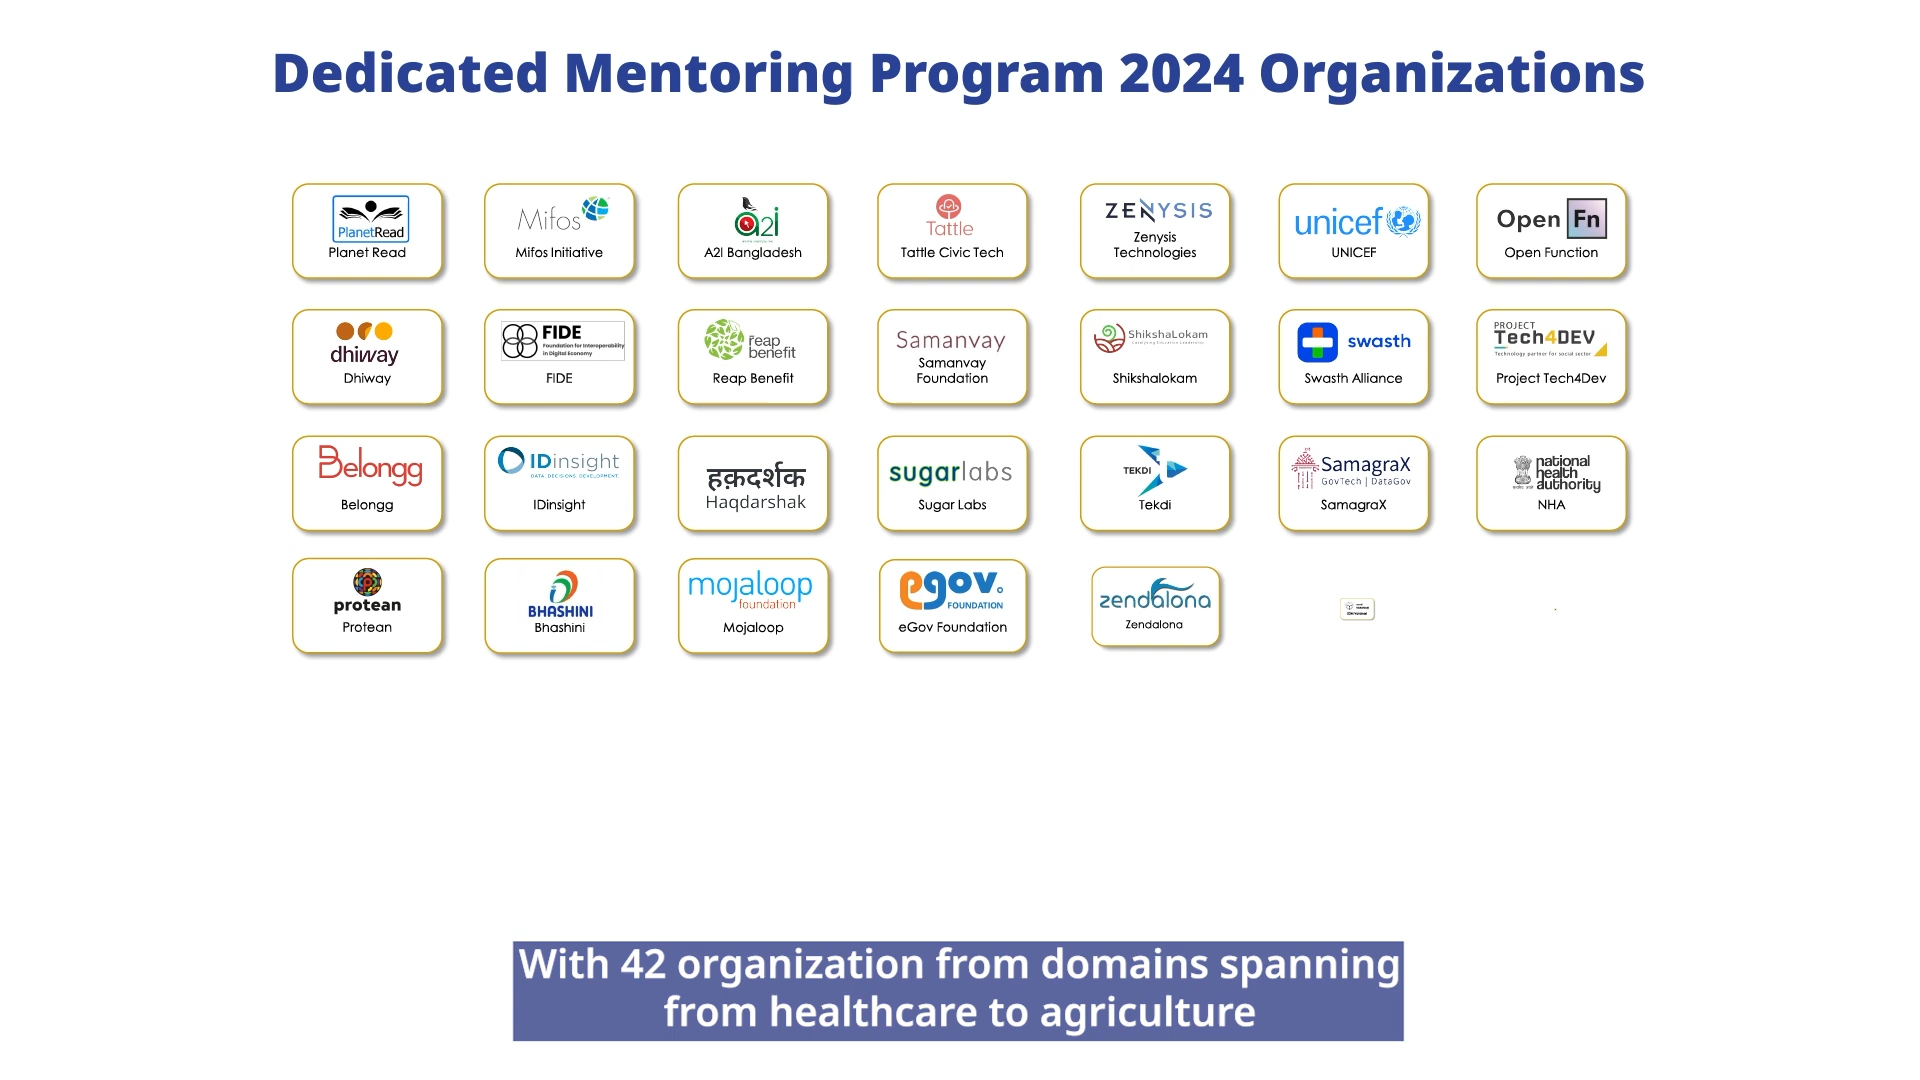 Dedicated Mentoring Program 2024 Organizations
PlanetRead
Planet Read
Mifos
Mifos Initiative
a2i
A2I Bangladesh
Tattle
Tattle Civic Tech
ZENYSIS
Zenysis
Technologies
unicef
UNICEF
Open Fn
Open Function
dhiway
Dhiway
FIDE
Foundation for Interoperability
in Digital Economy
FIDE
reap
benefit
Reap Benefit
Samanvay
Samanvay
Foundation
ShikshaLokam
Shikshalokam
swasth
Swasth Alliance
PROJECT
Tech4DEV
Technology partner for social sector
Project Tech4Dev
Belongg
Belongg
IDinsight
DATA. DECISIONS. DEVELOPMENT.
IDinsight
हक़दर्शक
Haqdarshak
sugarlabs
Sugar Labs
TEKDI
Tekdi
SamagraX
GovTech | DataGov
SamagraX
national
health
authority
NHA
protean
Protean
BHASHINI
Bhashini
mojaloop
foundation
Mojaloop
egov.
FOUNDATION
eGov Foundation
zendalona
Zendalona
With 42 organization from domains spanning
from healthcare to agriculture